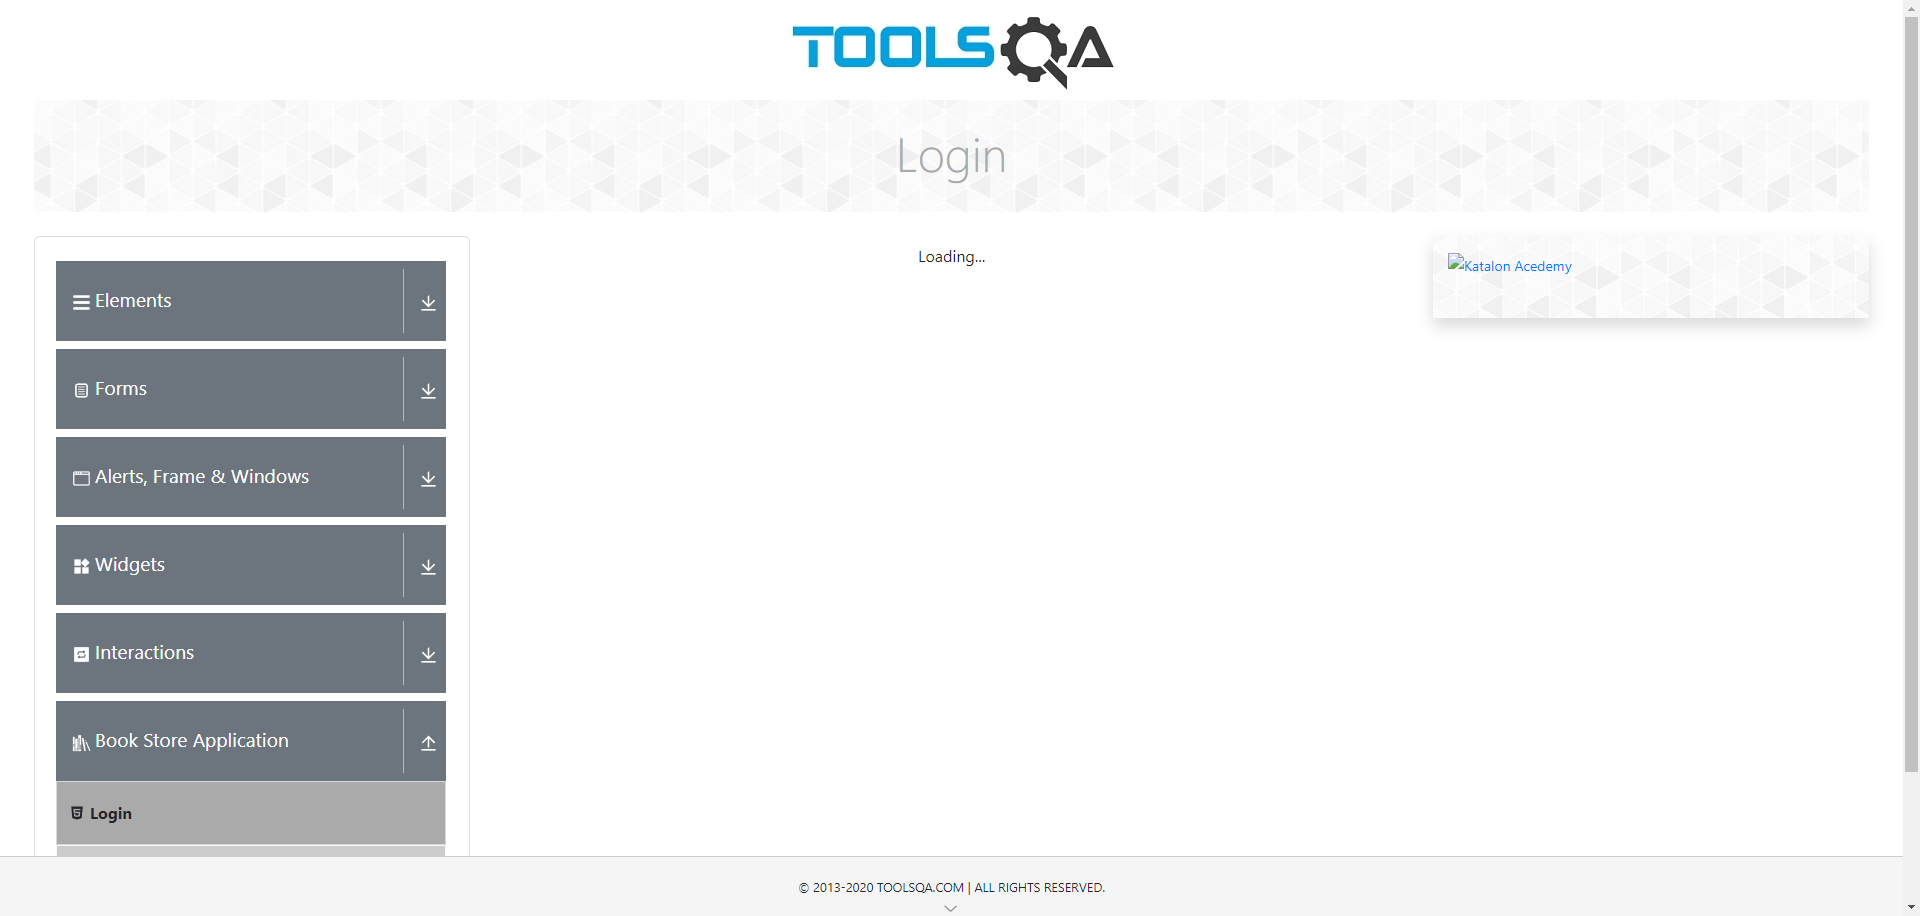 TOOLSQA
Login
Elements
Forms
Alerts, Frame & Windows
Widgets
Interactions
Book Store Application
Login
Loading...
Katalon Acedemy
© 2013-2020 TOOLSQA.COM | ALL RIGHTS RESERVED.